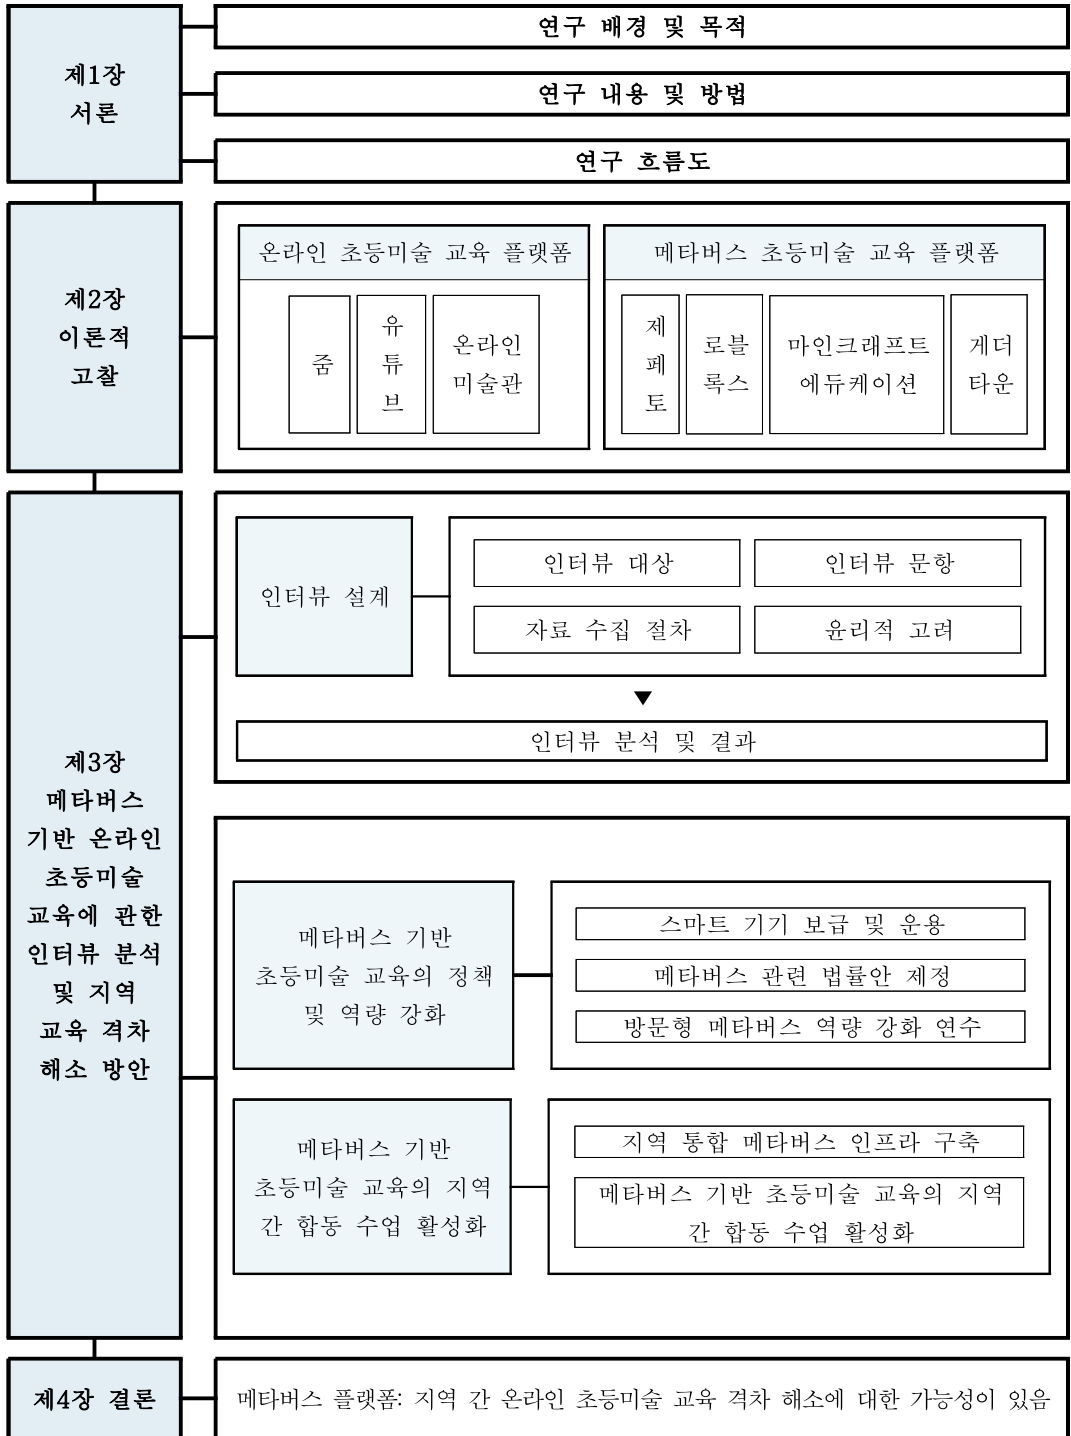 제1장
서론
연구 배경 및 목적
연구 내용 및 방법
연구 흐름도
제2장
이론적
고찰
온라인 초등미술 교육 플랫폼
줌
유
튜
브
온라인
미술관
메타버스 초등미술 교육 플랫폼
제
페
토
로블
록스
마인크래프트
에듀케이션
게더
타운
제3장
메타버스
기반 온라인
초등미술
교육에 관한
인터뷰 분석
및 지역
교육 격차
해소 방안
인터뷰 설계
인터뷰 대상
인터뷰 문항
자료 수집 절차
윤리적 고려
▼
인터뷰 분석 및 결과
메타버스 기반
초등미술 교육의 정책
및 역량 강화
스마트 기기 보급 및 운용
메타버스 관련 법률안 제정
방문형 메타버스 역량 강화 연수
메타버스 기반
초등미술 교육의 지역
간 합동 수업 활성화
지역 통합 메타버스 인프라 구축
메타버스 기반 초등미술 교육의 지역
간 합동 수업 활성화
제4장 결론
메타버스 플랫폼: 지역 간 온라인 초등미술 교육 격차 해소에 대한 가능성이 있음